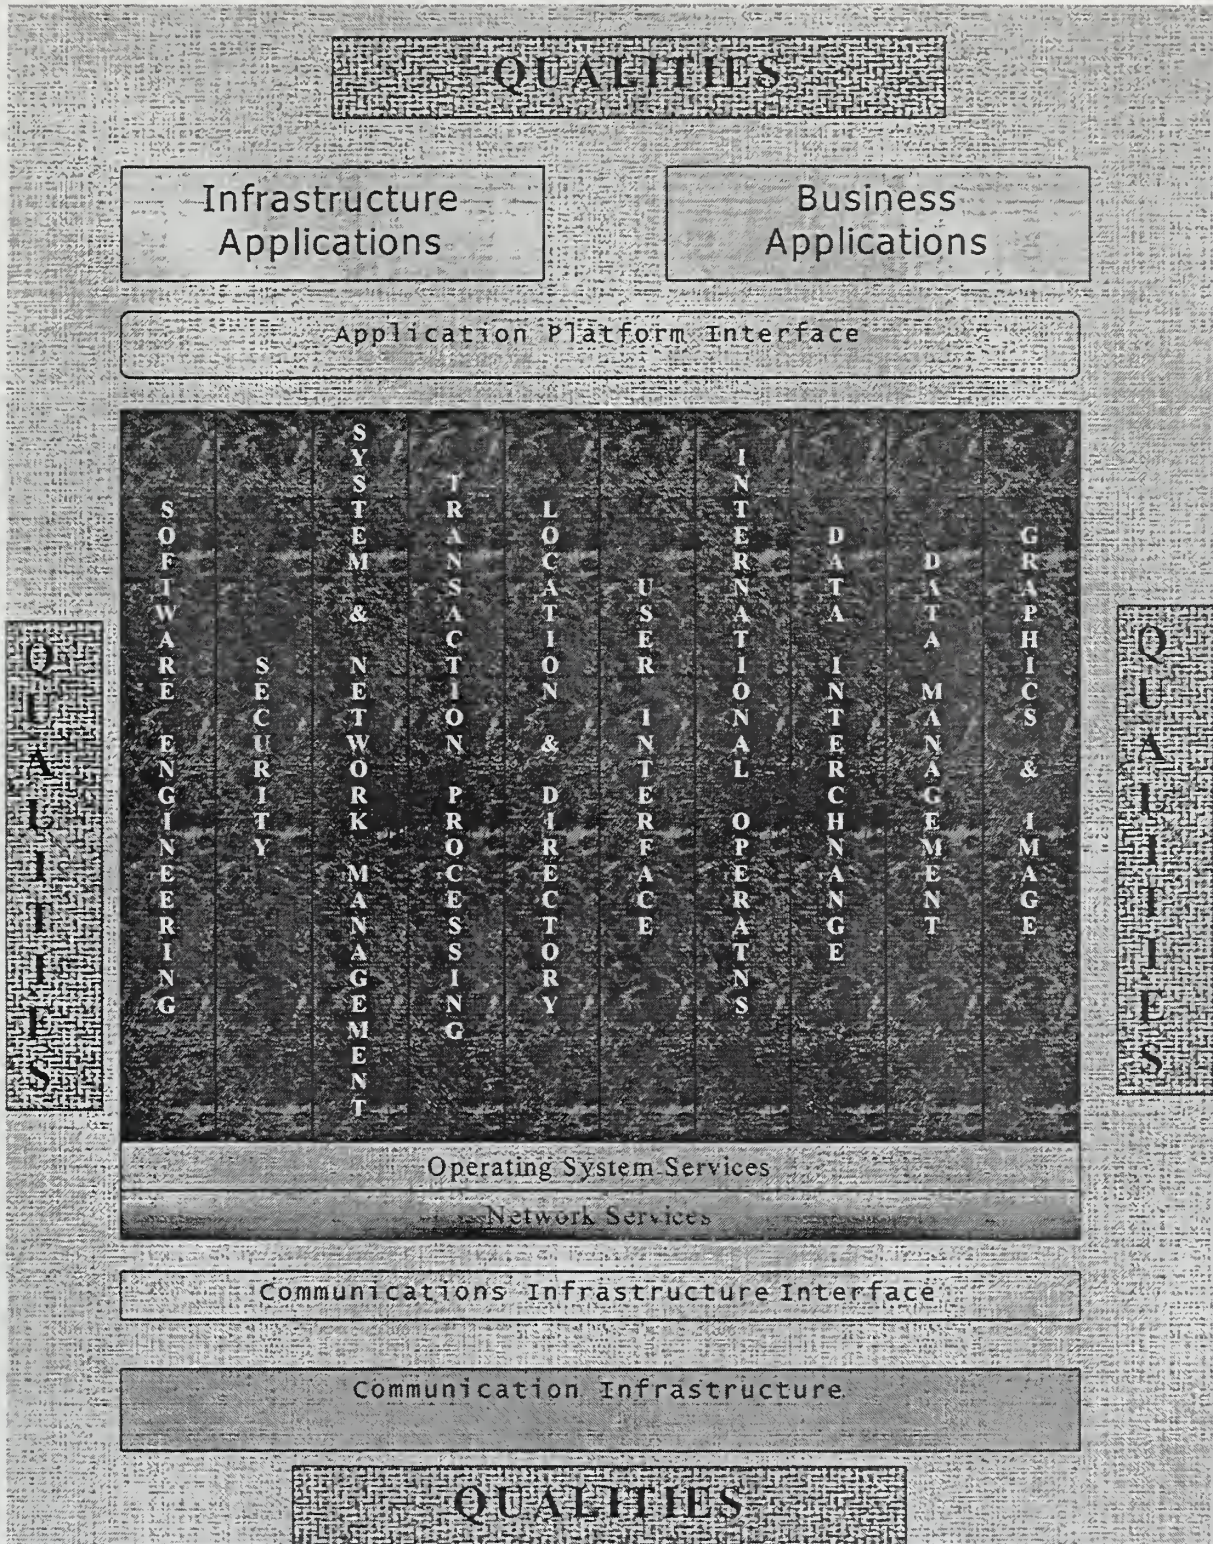 QUALITIES
Infrastructure
Applications
Business
Applications
Application Platform Interface
QUALITIES
SOFTWARE ENGINEERING
SECURITY
SYSTEM & NETWORK MANAGEMENT
TRANSACTION PROCESSING
LOCATION & DIRECTORY
USER INTERFACE
INTERNATIONAL OPERATNS
DATA INTERCHNANGE
DATA MANAGEMENT
GRAPHICS & IMAGE
QUALITIES
Operating System Services
Network Services
Communications Infrastructure Interface
Communication Infrastructure
QUALITIES